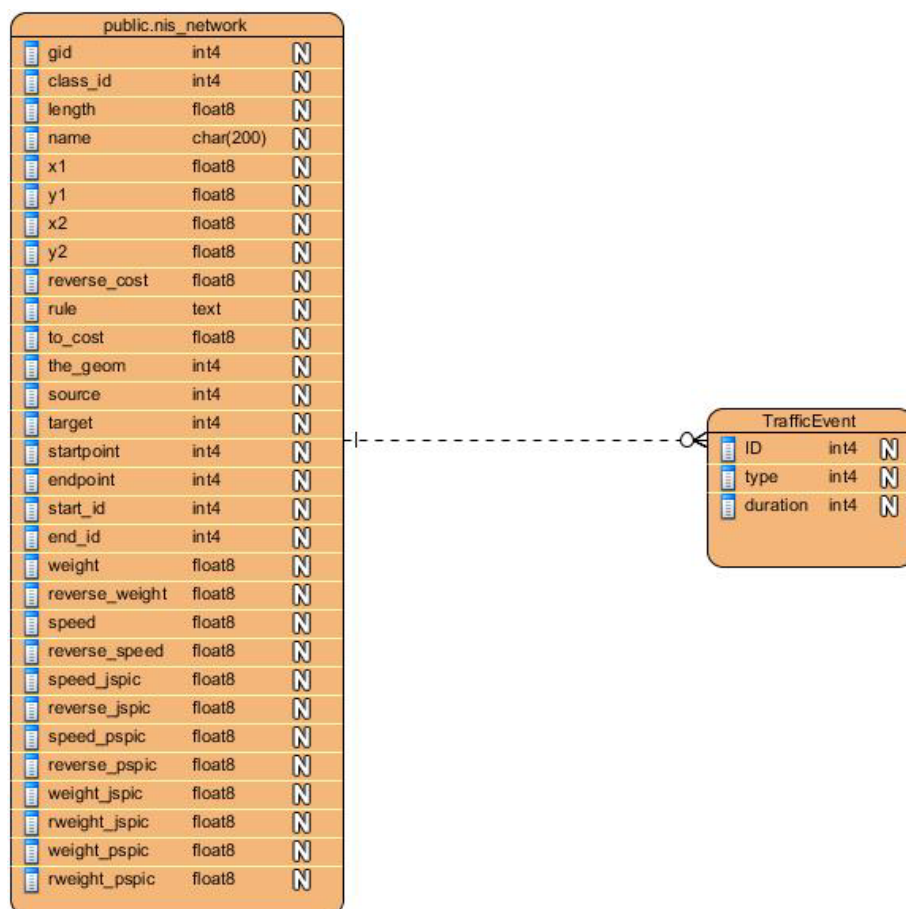 public.nis_network
gid int4 N
class_id int4 N
length float8 N
name char(200) N
x1 float8 N
y1 float8 N
x2 float8 N
y2 float8 N
reverse_cost float8 N
rule text N
to_cost float8 N
the_geom int4 N
source int4 N
target int4 N
startpoint int4 N
endpoint int4 N
start_id int4 N
end_id int4 N
weight float8 N
reverse_weight float8 N
speed float8 N
reverse_speed float8 N
speed_jspic float8 N
reverse_jspic float8 N
speed_pspic float8 N
reverse_pspic float8 N
weight_jspic float8 N
rweight_jspic float8 N
weight_pspic float8 N
rweight_pspic float8 N
TrafficEvent
ID int4 N
type int4 N
duration int4 N